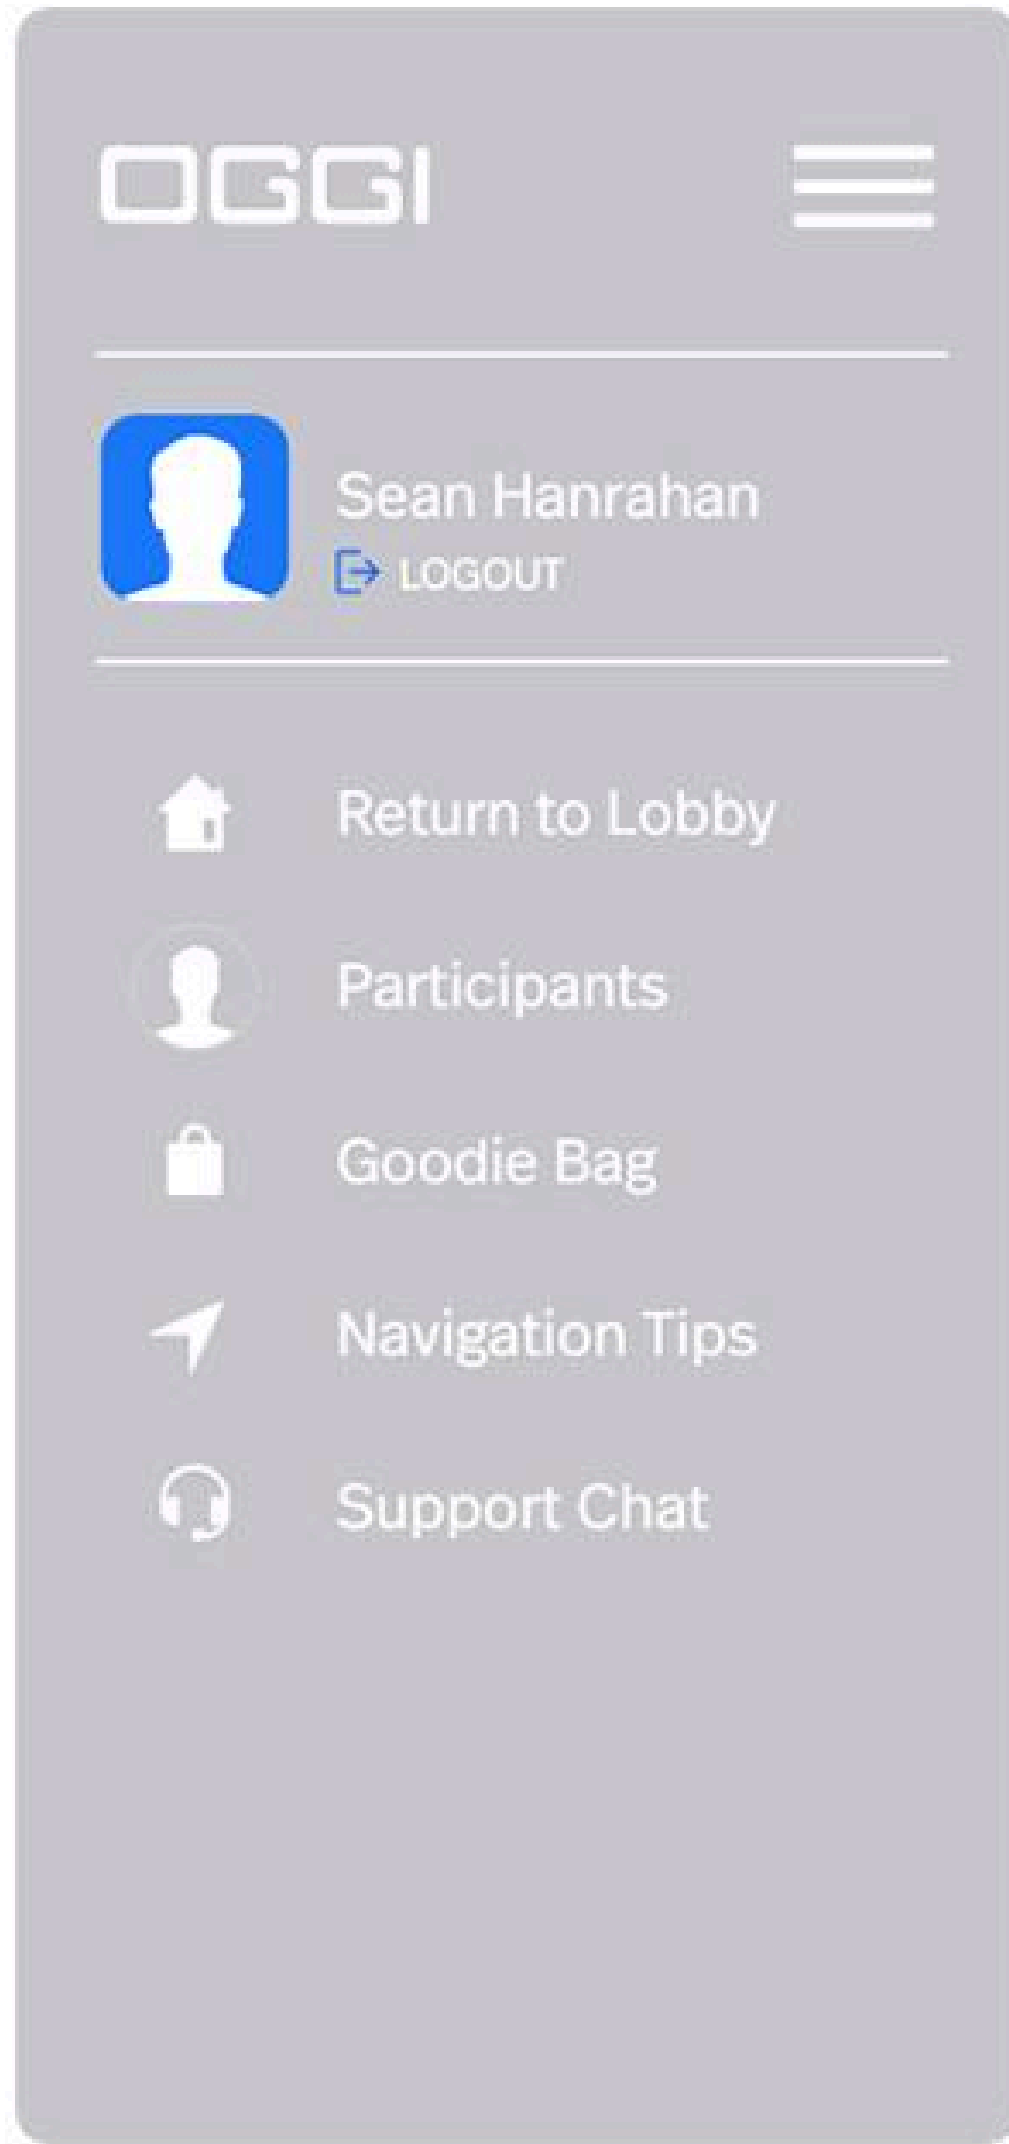 OGGI
Sean Hanrahan
LOGOUT
Return to Lobby
Participants
Goodie Bag
Navigation Tips
Support Chat